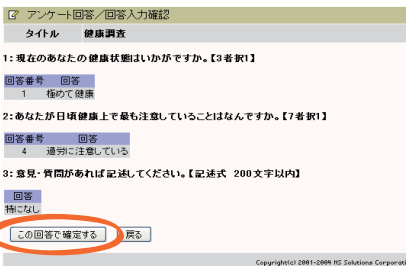 アンケート回答／回答入力確認
タイトル 健康調査
1：現在のあなたの健康状態はいかがですか。【3者択1】
回答番号 回答
1 極めて健康
2：あなたが日頃健康上で最も注意していることはなんですか。【7者択1】
回答番号 回答
4 過労に注意している
3：意見・質問があれば記述してください。【記述式 200文字以内】
回答
特になし
この回答で確定する 戻る
Copyright(c) 2001-2004 MS Solutions Corporati